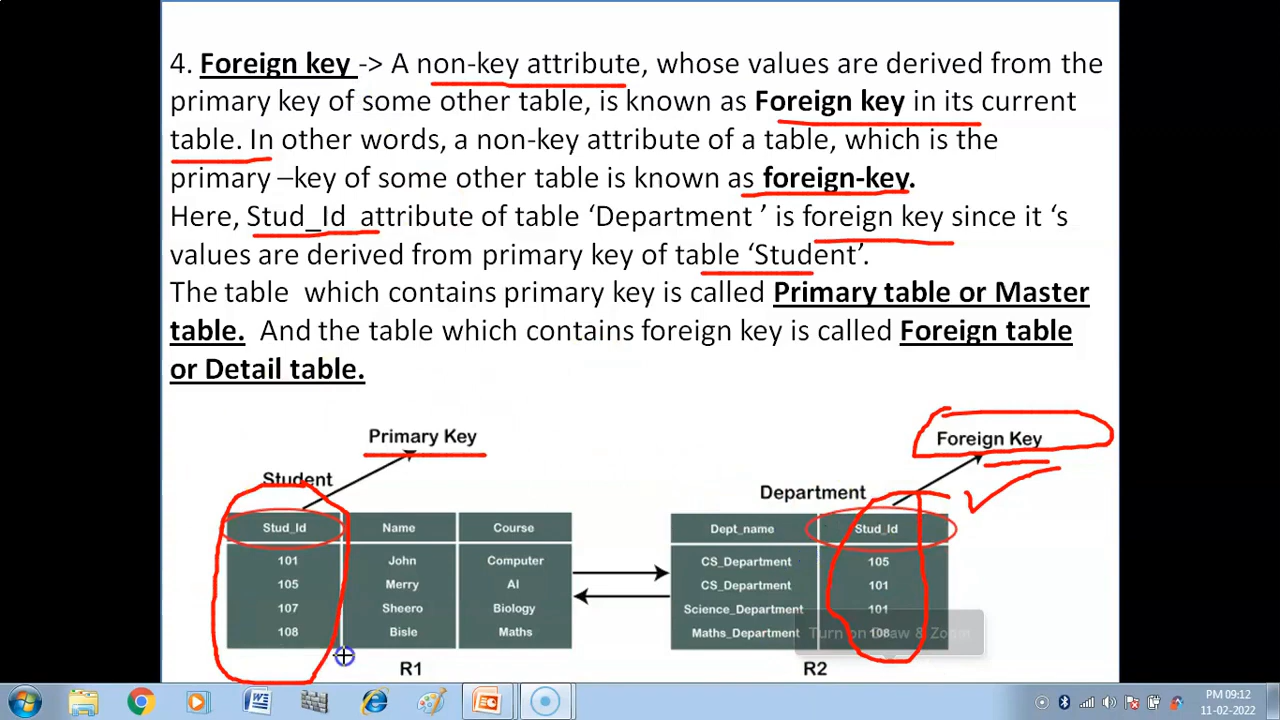 4. Foreign key -> A non-key attribute, whose values are derived from the
primary key of some other table, is known as Foreign key in its current
table. In other words, a non-key attribute of a table, which is the
primary –key of some other table is known as foreign-key.
Here, Stud_Id attribute of table ‘Department ’ is foreign key since it ‘s
values are derived from primary key of table ‘Student’.
The table which contains primary key is called Primary table or Master
table. And the table which contains foreign key is called Foreign table
or Detail table.
Primary Key
Foreign Key
Student
Department
Stud_Id Name Course
101 John Computer
105 Merry AI
107 Sheero Biology
108 Bisle Maths
R1
Dept_name Stud_Id
CS_Department 105
CS_Department 101
Science_Department 101
Maths_Department 108
Turn on Draw & Zoom
R2
PM 09:12
11-02-2022